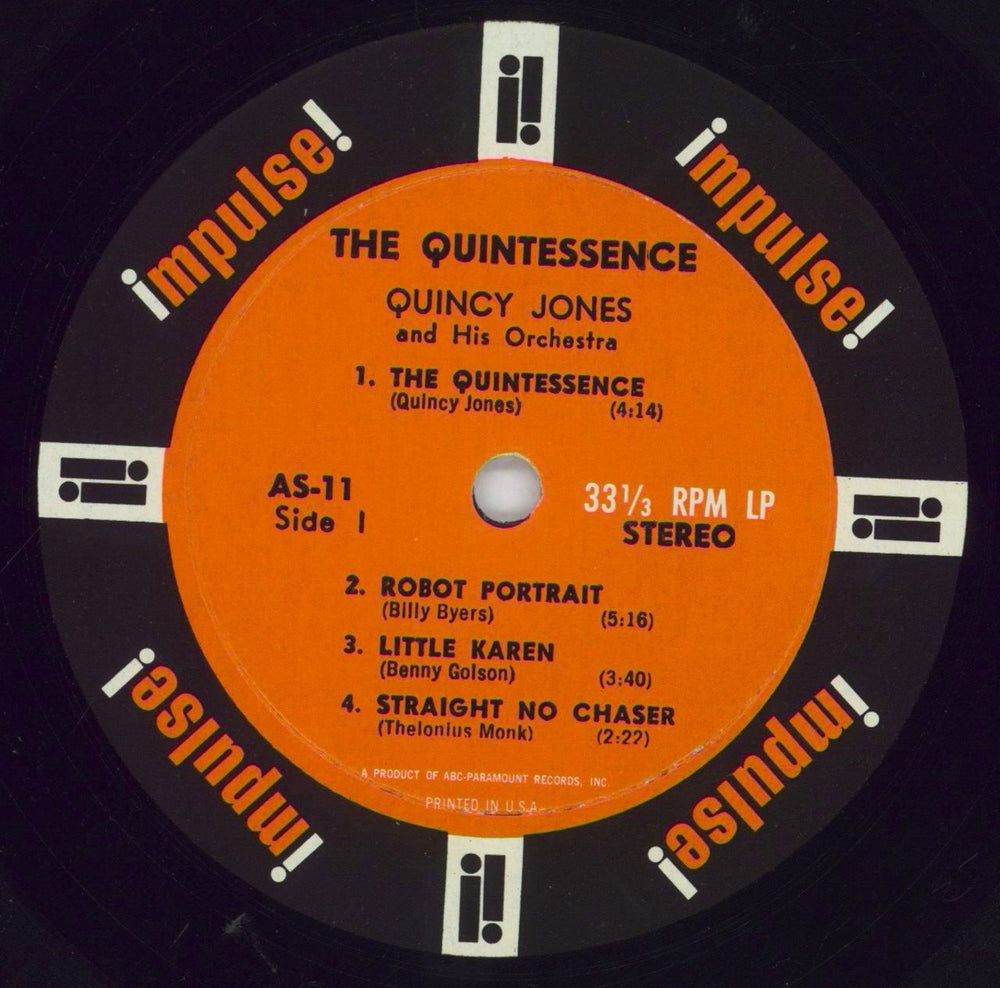 impulse!
impulse!
THE QUINTESSENCE
QUINCY JONES
and His Orchestra
1. THE QUINTESSENCE
(Quincy Jones) (4:14)
AS-11
Side 1
33⅓ RPM LP
STEREO
2. ROBOT PORTRAIT
(Billy Byers) (5:16)
3. LITTLE KAREN
(Benny Golson) (3:40)
4. STRAIGHT NO CHASER
(Thelonius Monk) (2:22)
A PRODUCT OF ABC-PARAMOUNT RECORDS, INC.
PRINTED IN U.S.A.
impulse!
impulse!